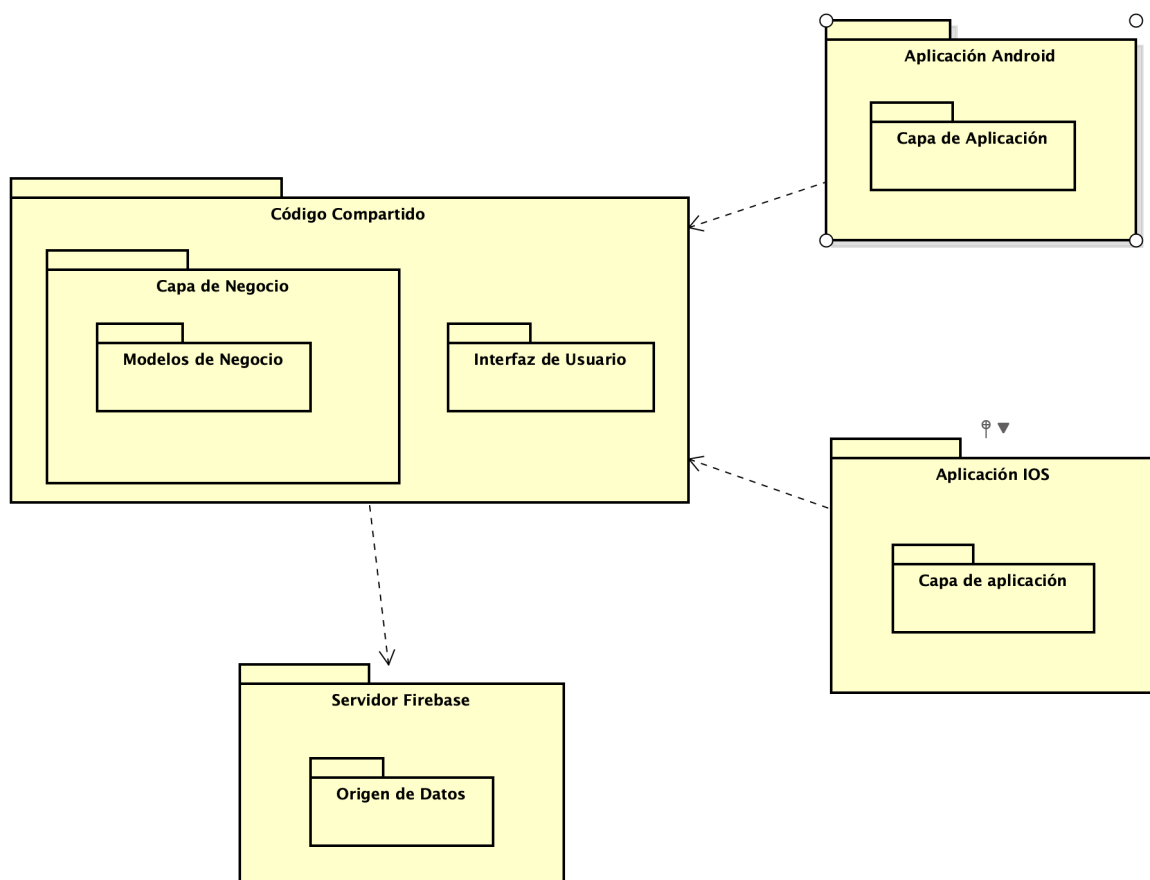 Aplicación Android
Capa de Aplicación
Código Compartido
Capa de Negocio
Modelos de Negocio
Interfaz de Usuario
Aplicación IOS
Capa de aplicación
Servidor Firebase
Origen de Datos